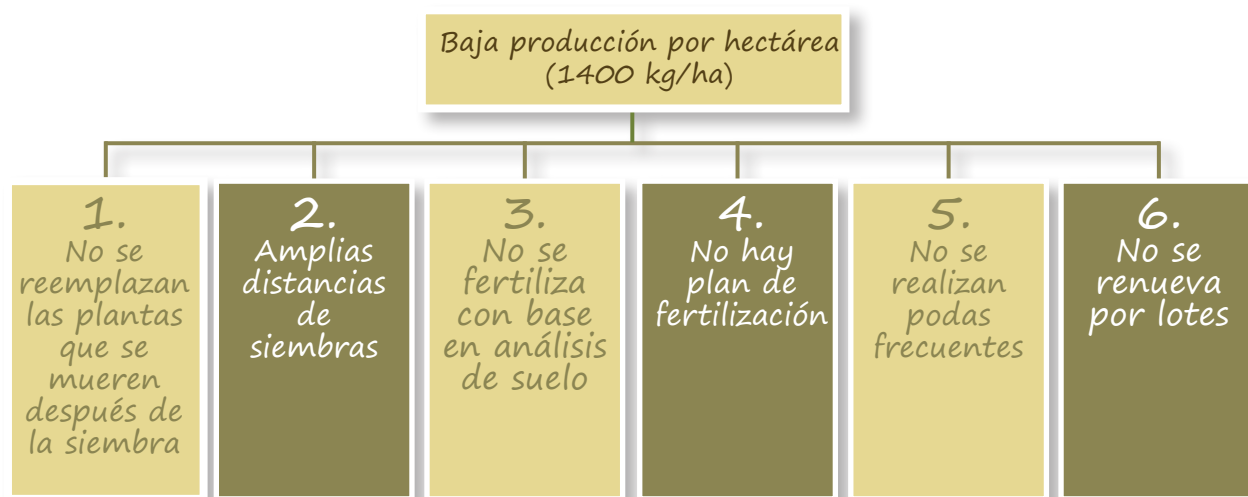 Baja producción por hectárea
(1400 kg/ha)
1.
No se
reemplazan
las plantas
que se
mueren
después de
la siembra
2.
Amplias
distancias
de
siembras
3.
No se
fertiliza
con base
en análisis
de suelo
4.
No hay
plan de
fertilización
5.
No se
realizan
podas
frecuentes
6.
No se
renueva
por lotes